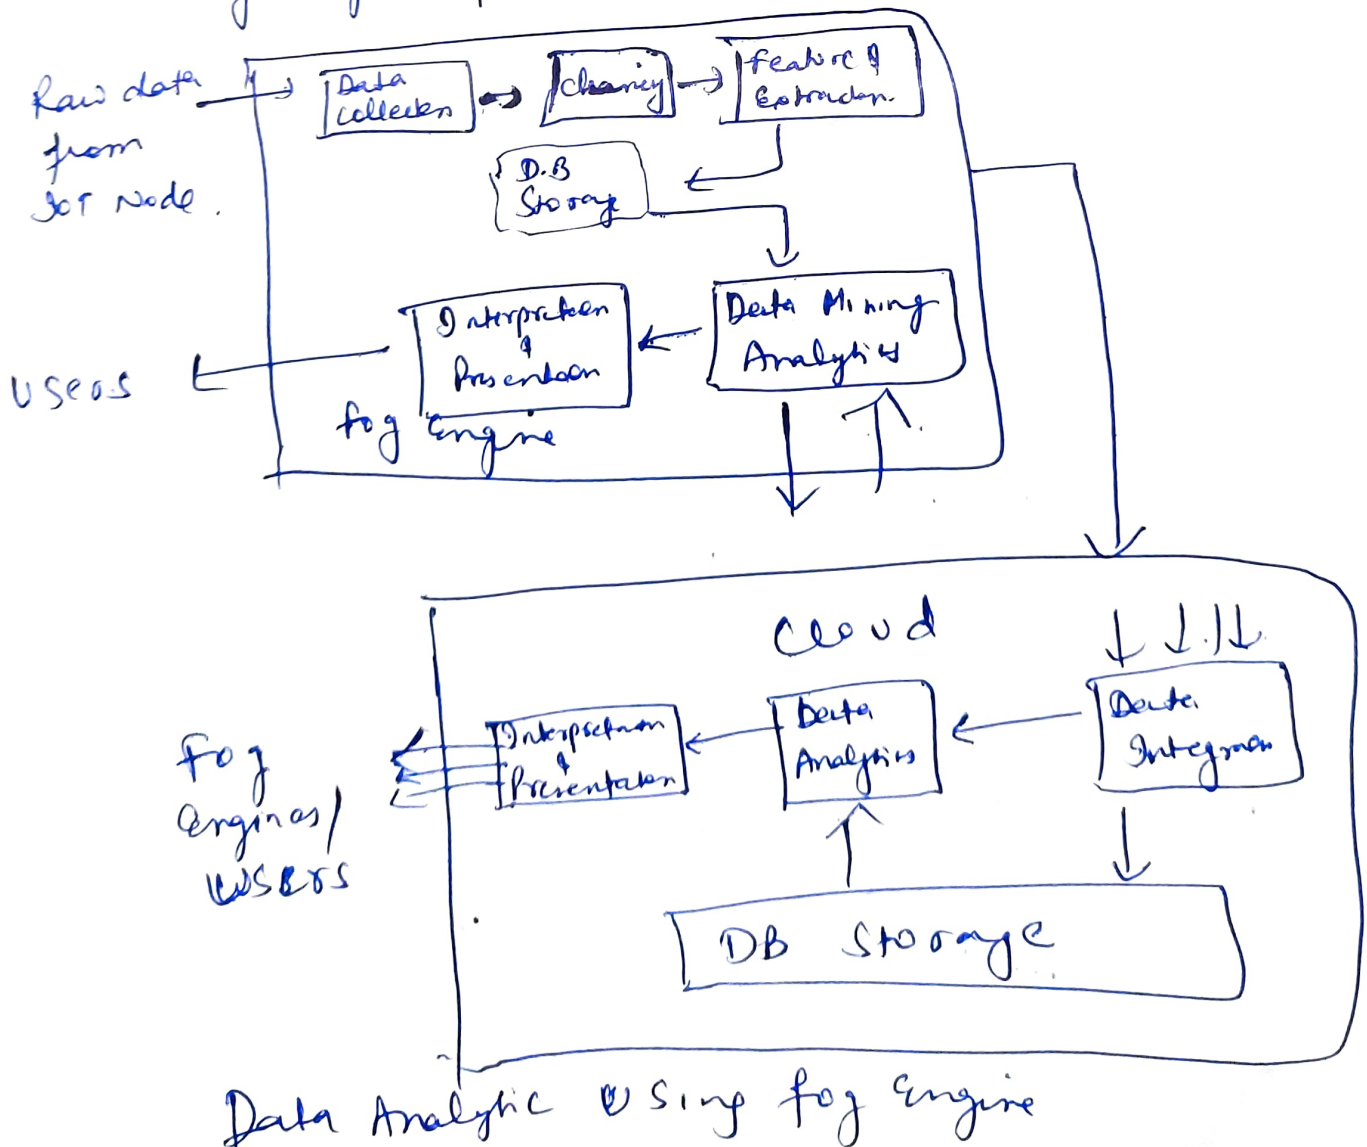 Raw data
from
IOT Node.
Data
Collection
Cleaning
Feature &
Extraction.
D.B
Storage
Data Mining
Analytics
Interpretation
&
Presentation
Users
Fog Engine
Cloud
Data
Integration
Data
Analytics
Interpretation
&
Presentation
Fog
Engines/
Users
DB Storage
Data Analytic Using Fog Engine